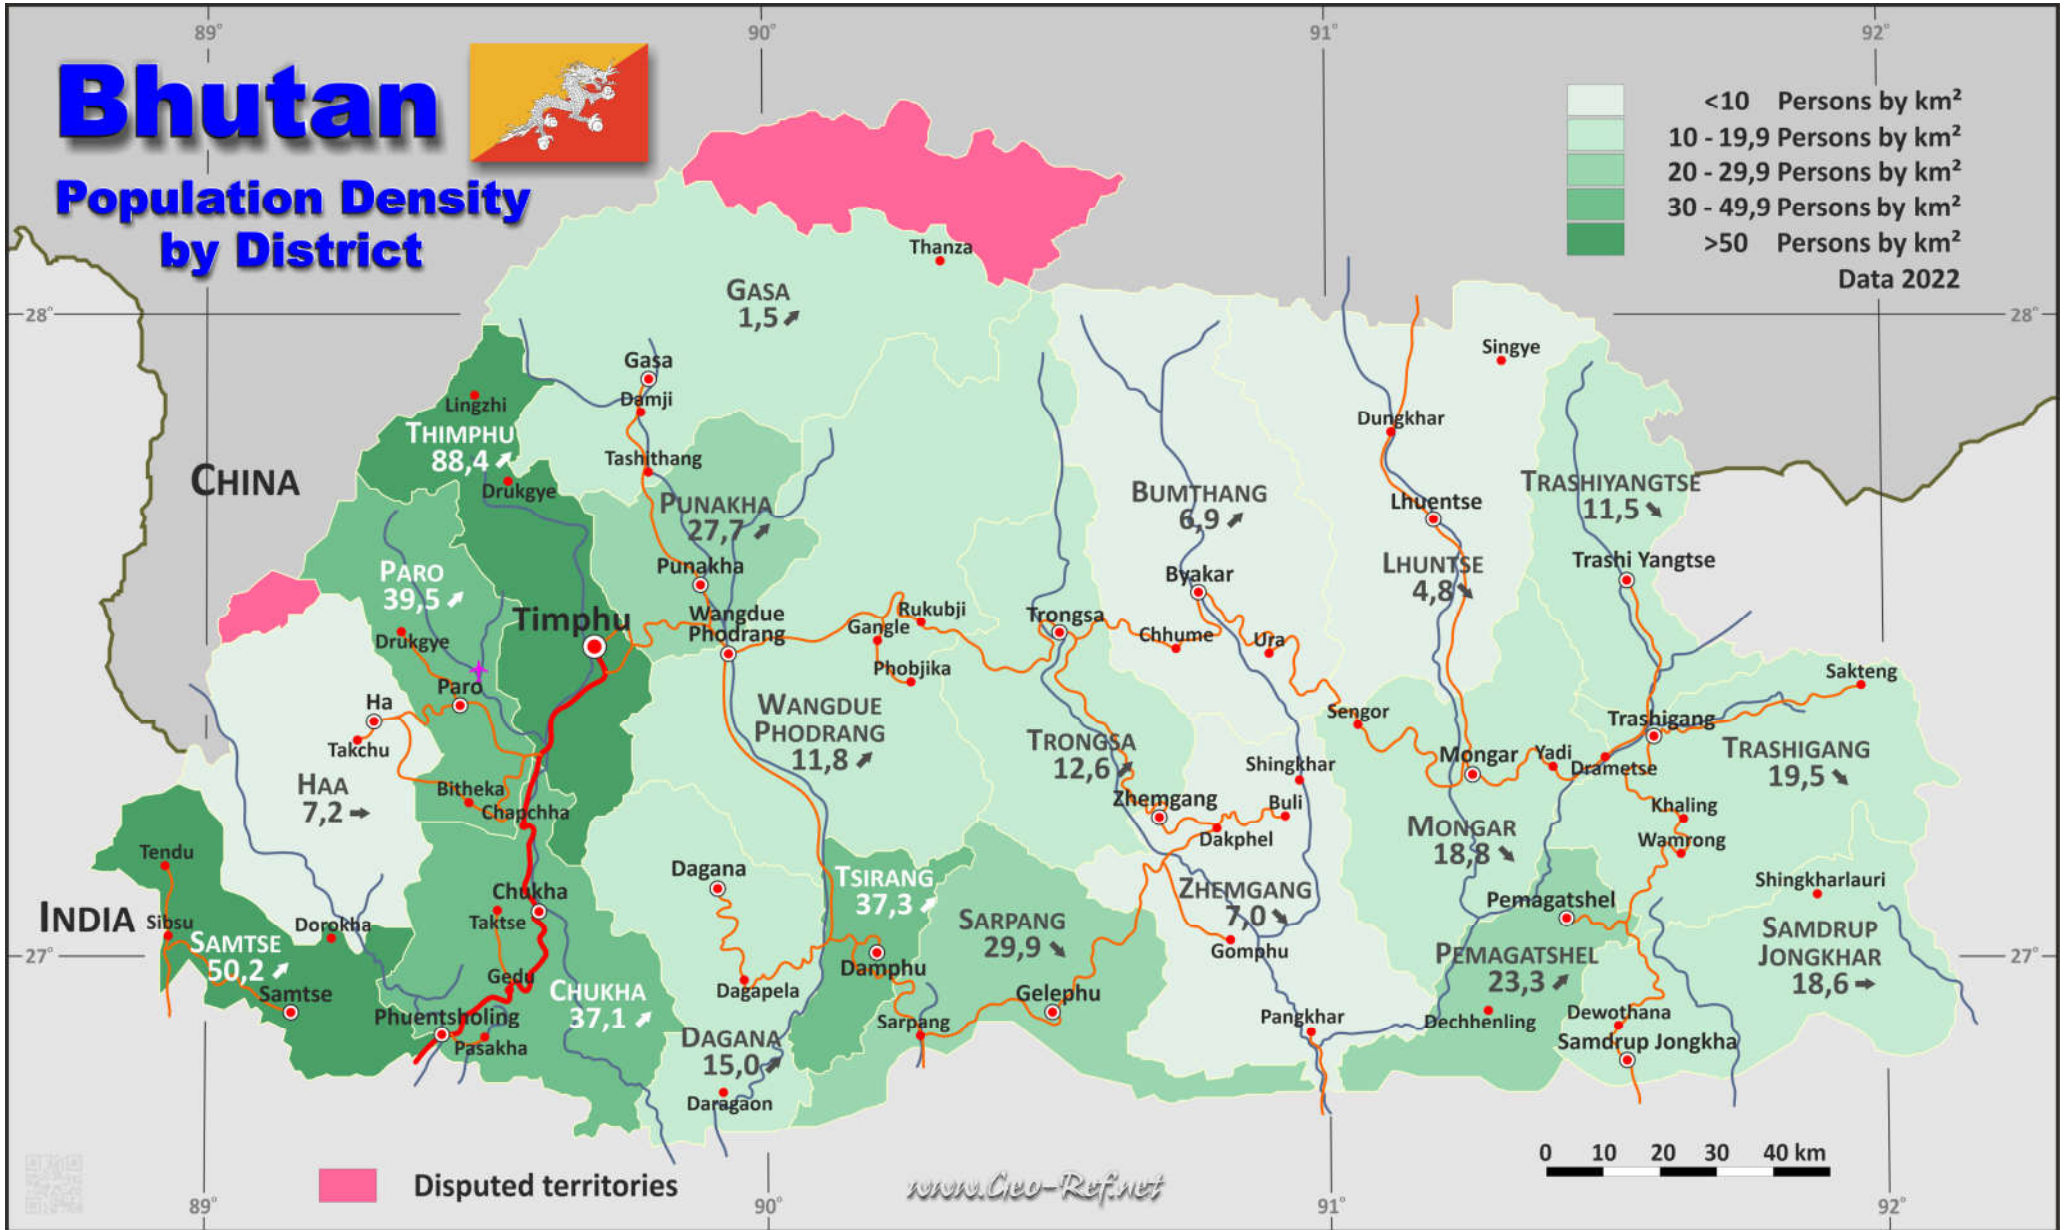 89°
90°
91°
92°
Bhutan
Population Density
by District
<10 Persons by km²
10 - 19,9 Persons by km²
20 - 29,9 Persons by km²
30 - 49,9 Persons by km²
>50 Persons by km²
Data 2022
28°
28°
Thanza
GASA
1,5
Gasa
Damji
Tashithang
Lingzhi
THIMPHU
88,4
Drukgye
CHINA
PUNAKHA
27,7
Punakha
BUMTHANG
6,9
Byakar
Singye
Dungkhar
Lhuentse
LHUNTSE
4,8
TRASHIYANGTSE
11,5
Trashi Yangtse
PARO
39,5
Drukgye
Paro
Timphu
Wangdue
Phodrang
Gangle
Rukubji
Phobjika
Trongsa
Chhume
Ura
Ha
Takchu
HAA
7,2
Bitheka
Chapchha
WANGDUE
PHODRANG
11,8
TRONGSA
12,6
Zhemgang
Shingkhar
Buli
Dakphel
Sengor
Mongar
Yadi
Drametse
Trashigang
Sakteng
TRASHIGANG
19,5
Khaling
Wamrong
MONGAR
18,8
Tendu
INDIA
Sibsu
SAMTSE
50,2
Samtse
Dorokha
Chukha
Taktse
Gedu
CHUKHA
37,1
Phuentsholing
Pasakha
Dagana
Dagapela
DAGANA
15,0
Daragaon
TSIRANG
37,3
Damphu
Sarpang
SARPANG
29,9
Gelephu
ZHEMGANG
7,0
Gomphu
Pangkhar
Pemagatshel
PEMAGATSHEL
23,3
Dechhenling
Shingkharlauri
SAMDRUP
JONGKHAR
18,6
Dewothana
Samdrup Jongkha
27°
27°
0 10 20 30 40 km
Disputed territories
www.Geo-Ref.net
89°
90°
91°
92°